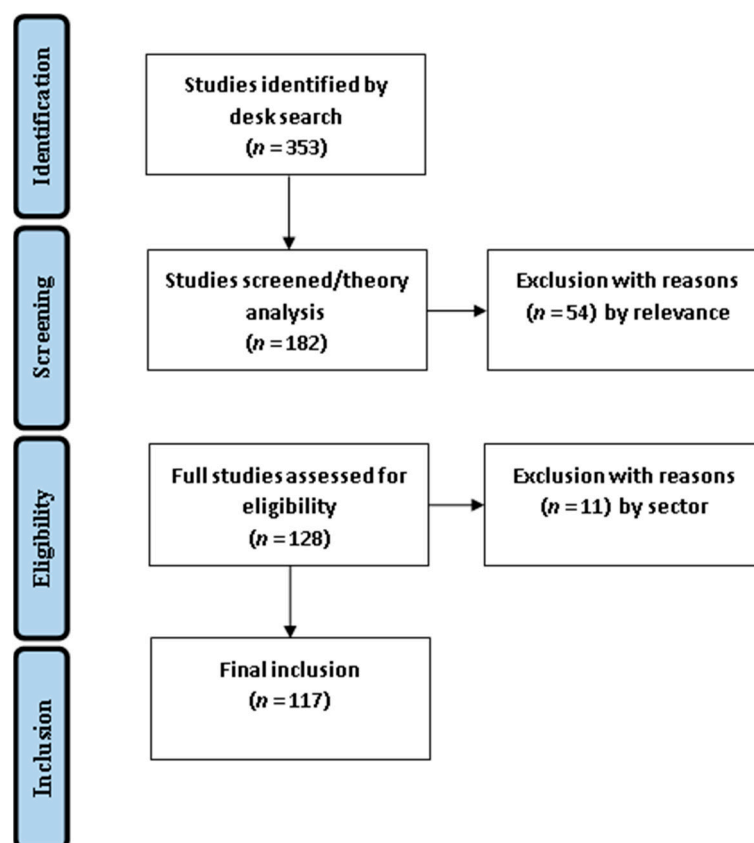 Identification
Studies identified by
desk search
(n = 353)
Screening
Studies screened/theory
analysis
(n = 182)
Exclusion with reasons
(n = 54) by relevance
Eligibility
Full studies assessed for
eligibility
(n = 128)
Exclusion with reasons
(n = 11) by sector
Inclusion
Final inclusion
(n = 117)